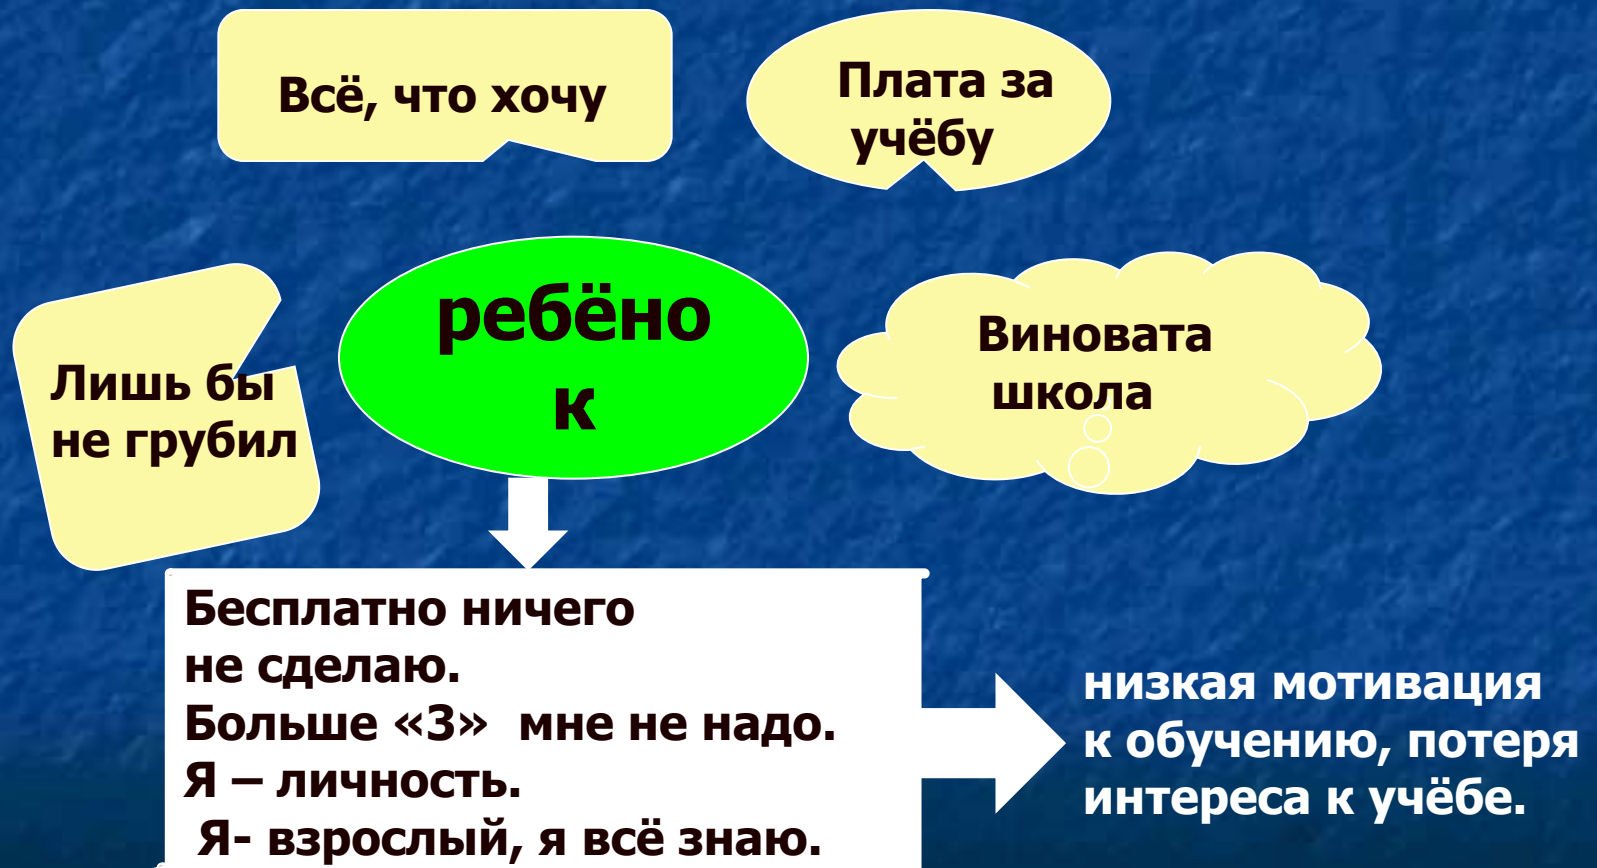 Всё, что хочу
Плата за
учёбу
ребёно
к
Виновата
школа
Лишь бы
не грубил
Бесплатно ничего
не сделаю.
Больше «3» мне не надо.
Я – личность.
Я- взрослый, я всё знаю.
низкая мотивация
к обучению, потеря
интереса к учёбе.